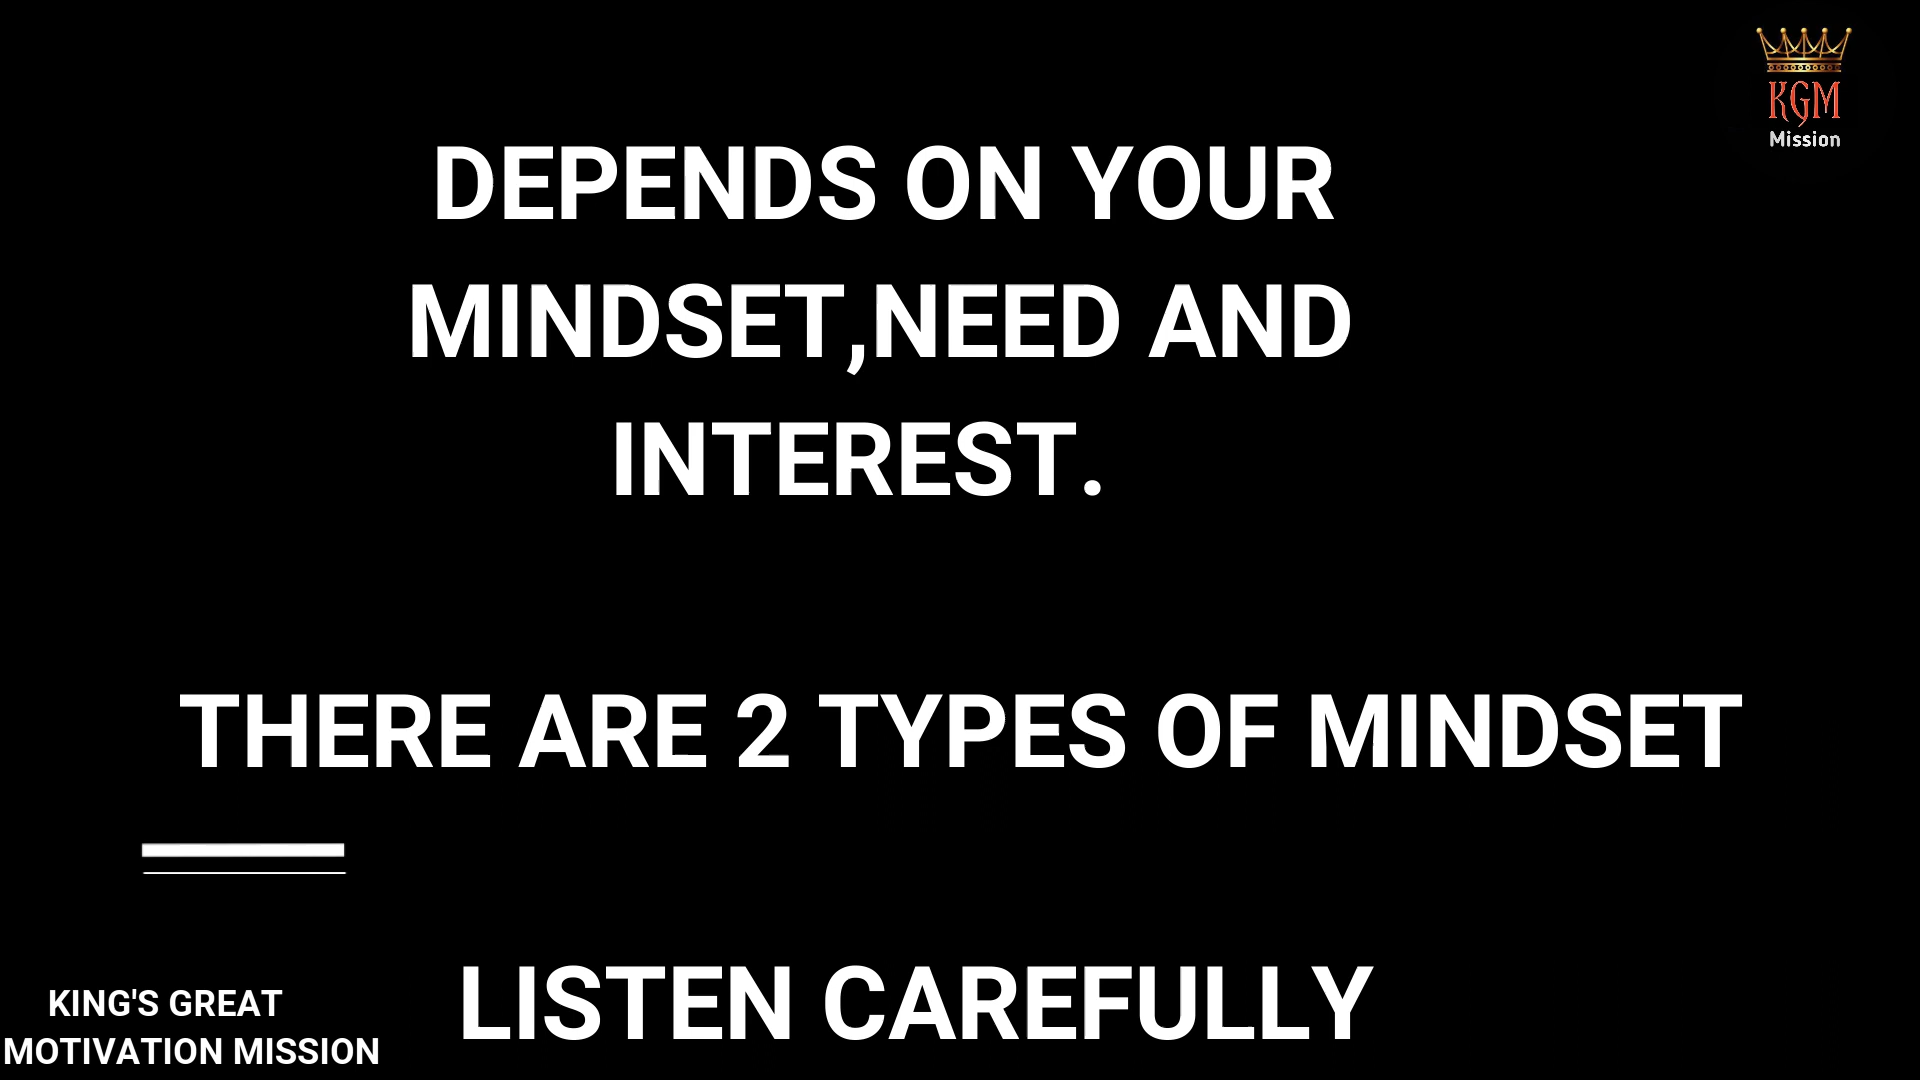 KGM
Mission
DEPENDS ON YOUR
MINDSET,NEED AND
INTEREST.
THERE ARE 2 TYPES OF MINDSET
LISTEN CAREFULLY
KING'S GREAT
MOTIVATION MISSION